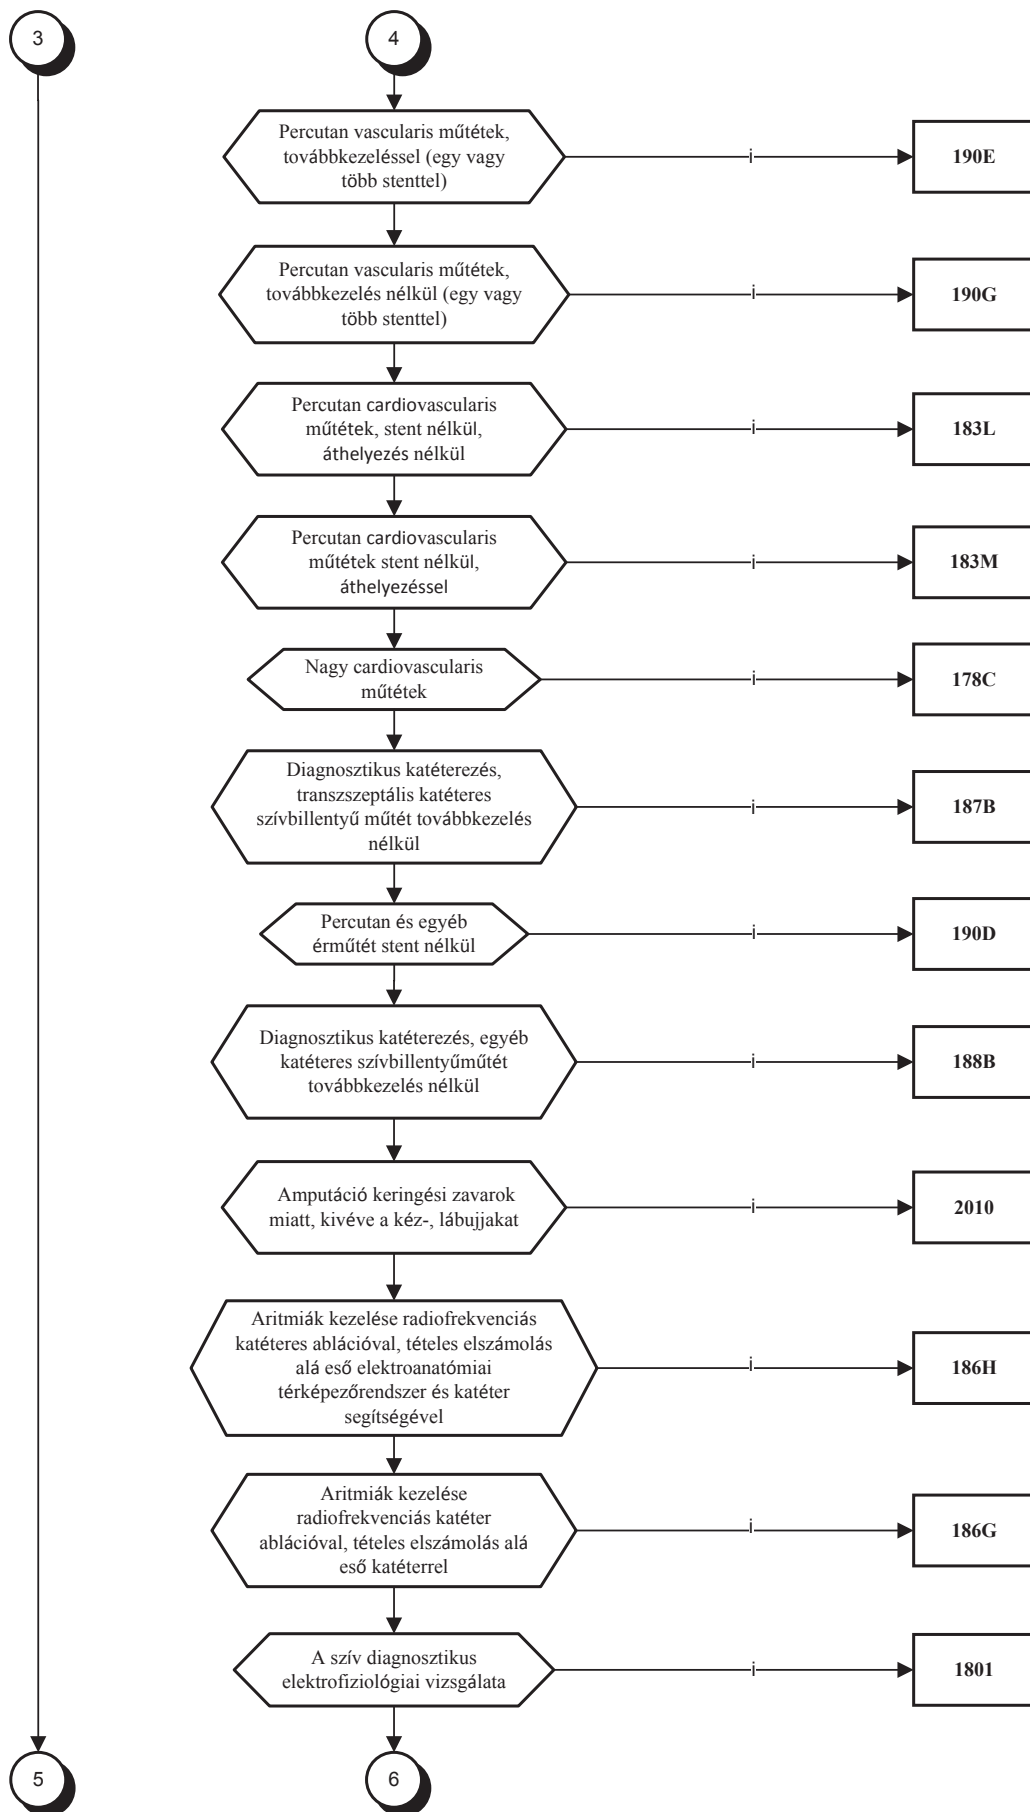 3
4
Percutan vascularis műtétek,
továbbkezeléssel (egy vagy
több stenttel)
i
190E
Percutan vascularis műtétek,
továbbkezelés nélkül (egy vagy
több stenttel)
i
190G
Percutan cardiovascularis
műtétek, stent nélkül,
áthelyezés nélkül
i
183L
Percutan cardiovascularis
műtétek stent nélkül,
áthelyezéssel
i
183M
Nagy cardiovascularis
műtétek
i
178C
Diagnosztikus katéterezés,
transzszeptális katéteres
szívbillentyű műtét továbbkezelés
nélkül
i
187B
Percutan és egyéb
érműtét stent nélkül
i
190D
Diagnosztikus katéterezés, egyéb
katéteres szívbillentyűműtét
továbbkezelés nélkül
i
188B
Amputáció keringési zavarok
miatt, kivéve a kéz-, lábujjakat
i
2010
Aritmiák kezelése radiofrekvenciás
katéteres ablációval, tételes elszámolás
alá eső elektroanatómiai
térképezőrendszer és katéter
segítségével
i
186H
Aritmiák kezelése
radiofrekvenciás katéter
ablációval, tételes elszámolás alá
eső katéterrel
i
186G
A szív diagnosztikus
elektrofiziológiai vizsgálata
i
1801
5
6